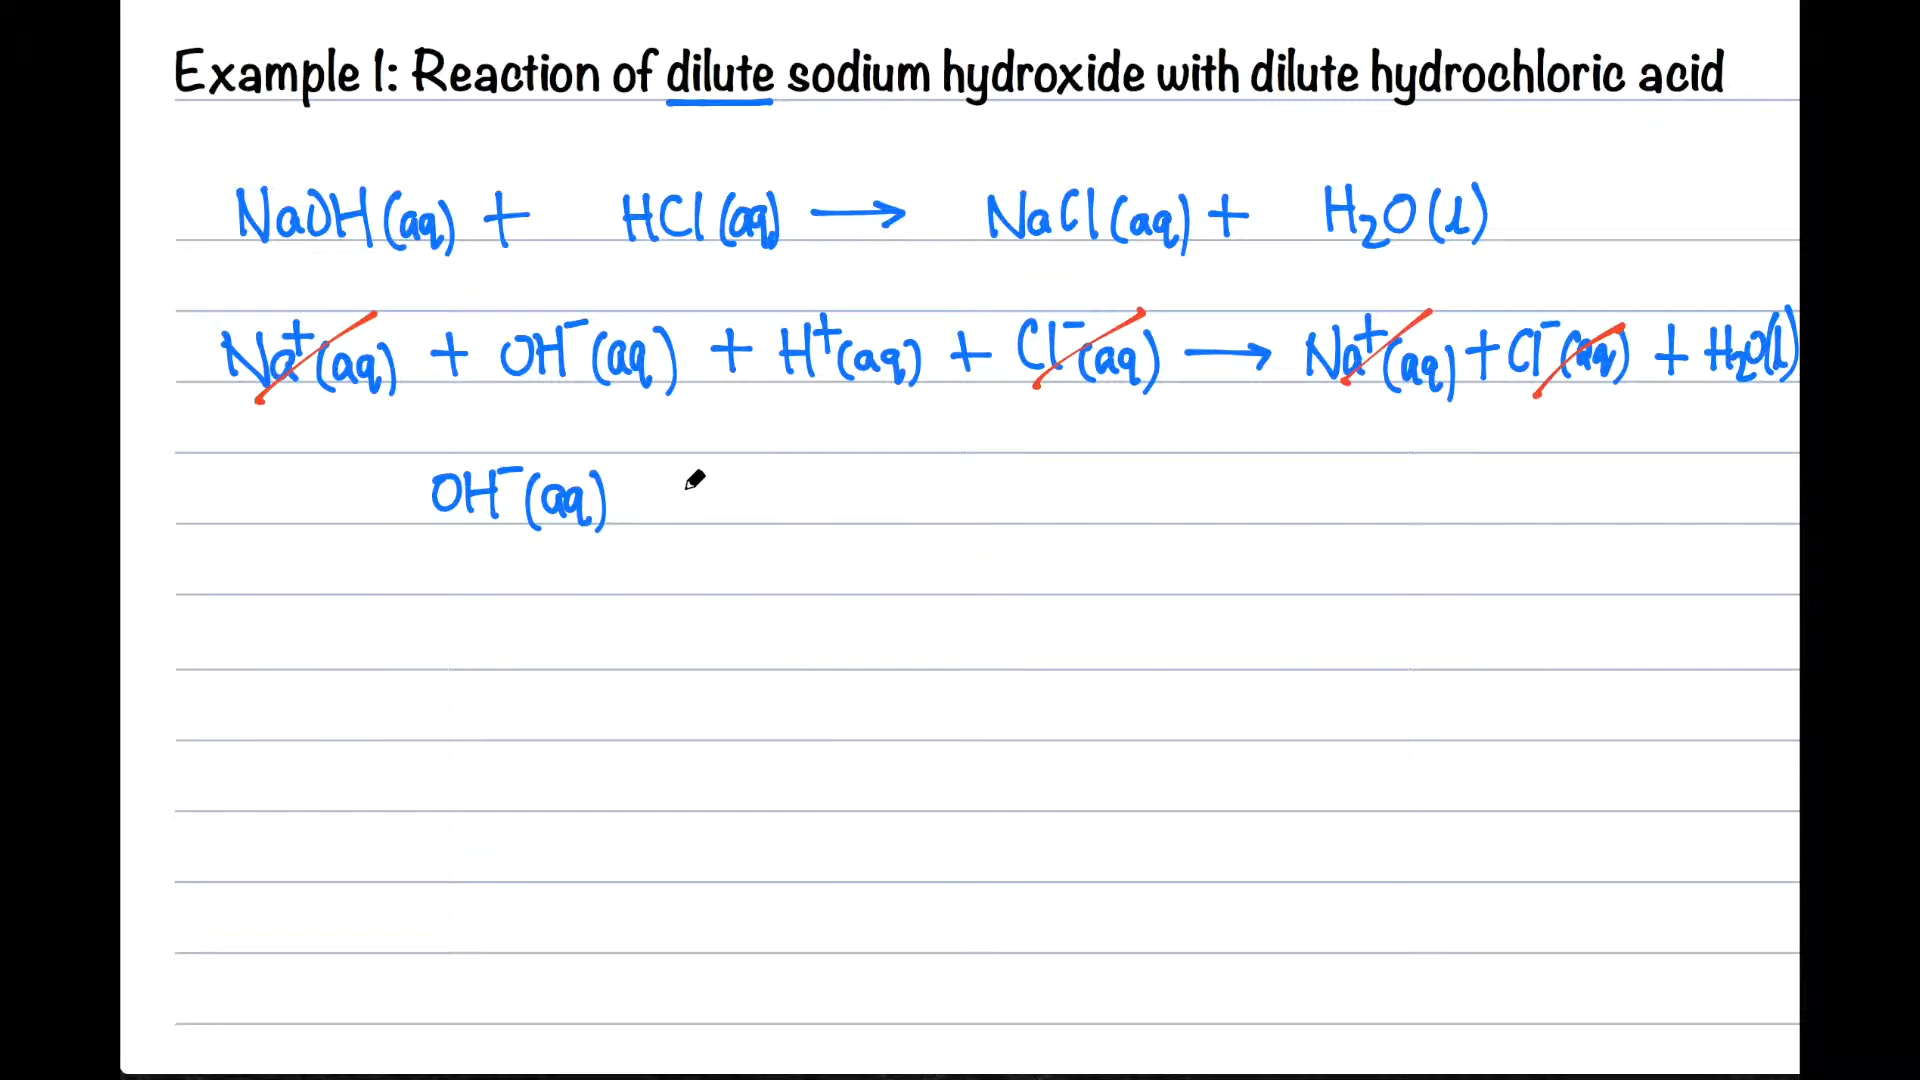 Example 1: Reaction of dilute sodium hydroxide with dilute hydrochloric acid
NaOH(aq) + HCl(aq) → NaCl(aq) + H₂O(l)
Na⁺(aq) + OH⁻(aq) + H⁺(aq) + Cl⁻(aq) → Na⁺(aq) + Cl⁻(aq) + H₂O(l)
OH⁻(aq)